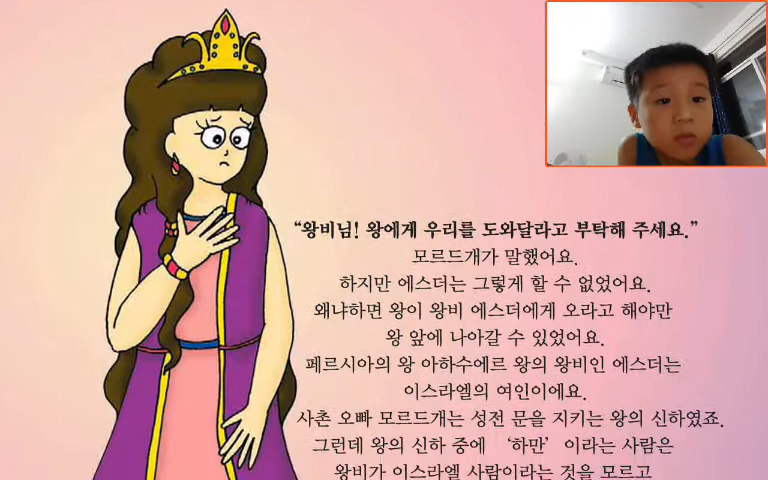 “왕비님! 왕에게 우리를 도와달라고 부탁해 주세요.”
모르드개가 말했어요.
하지만 에스더는 그렇게 할 수 없었어요.
왜냐하면 왕이 왕비 에스더에게 오라고 해야만
왕 앞에 나아갈 수 있었어요.
페르시아의 왕 아하수에르 왕의 왕비인 에스더는
이스라엘의 여인이에요.
사촌 오빠 모르드개는 성전 문을 지키는 왕의 신하였죠.
그런데 왕의 신하 중에 ‘하만’ 이라는 사람은
왕비가 이스라엘 사람이라는 것을 모르고